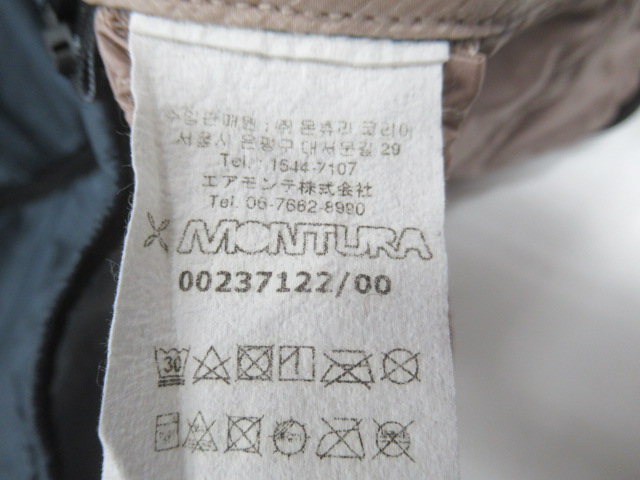 수입판매원 : ㈜ 몬츄라 코리아
서울시 은평구 대서문길 29
Tel.: 1544-7107
エアモンテ株式会社
Tel. 06-7662-8990
MONTURA
00237122/00
30